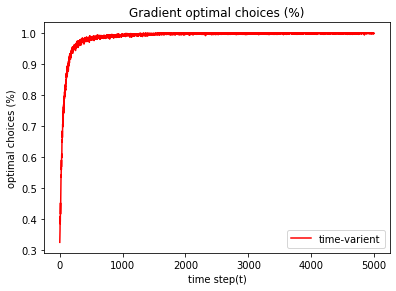 Gradient optimal choices (%)
1.0
0.9
0.8
0.7
0.6
0.5
0.4
0.3
optimal choices (%)
time-varient
0 1000 2000 3000 4000 5000
time step(t)